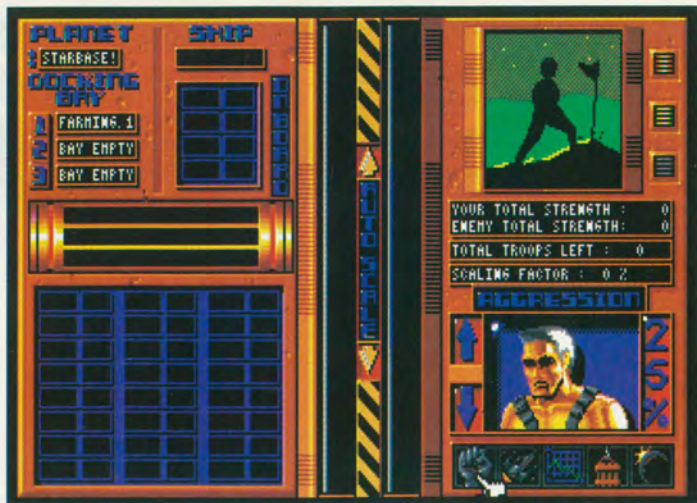 PLANET
SHIP
STARBASE!
DOCKING
BAY
ONBOARD
1 FARMING.1
2 BAY EMPTY
3 BAY EMPTY
AUTO SCALE
YOUR TOTAL STRENGTH : 0
ENEMY TOTAL STRENGTH: 0
TOTAL TROOPS LEFT : 0
SCALING FACTOR : 0 %
AGGRESSION
25%